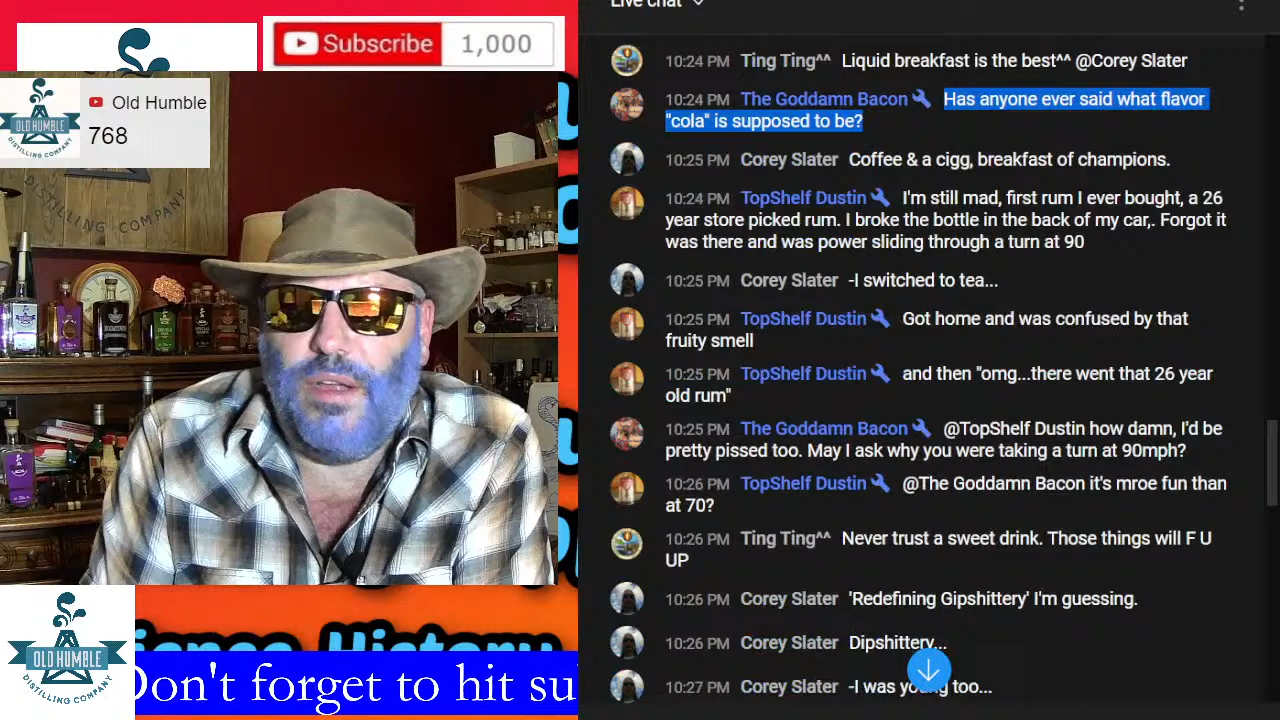 Subscribe 1,000
Old Humble
768
OLD HUMBLE
DISTILLING COMPANY
DISTILLING COMPANY
OLD HUMBLE
DISTILLING COMPANY
History
Don't forget to hit su
Live chat
10:24 PM Ting Ting^^ Liquid breakfast is the best^^ @Corey Slater
10:24 PM The Goddamn Bacon Has anyone ever said what flavor
"cola" is supposed to be?
10:25 PM Corey Slater Coffee & a cigg, breakfast of champions.
10:24 PM TopShelf Dustin I'm still mad, first rum I ever bought, a 26
year store picked rum. I broke the bottle in the back of my car,. Forgot it
was there and was power sliding through a turn at 90
10:25 PM Corey Slater -I switched to tea...
10:25 PM TopShelf Dustin Got home and was confused by that
fruity smell
10:25 PM TopShelf Dustin and then "omg...there went that 26 year
old rum"
10:25 PM The Goddamn Bacon @TopShelf Dustin how damn, I'd be
pretty pissed too. May I ask why you were taking a turn at 90mph?
10:26 PM TopShelf Dustin @The Goddamn Bacon it's mroe fun than
at 70?
10:26 PM Ting Ting^^ Never trust a sweet drink. Those things will F U
UP
10:26 PM Corey Slater 'Redefining Gipshittery' I'm guessing.
10:26 PM Corey Slater Dipshittery...
10:27 PM Corey Slater -I was young too...